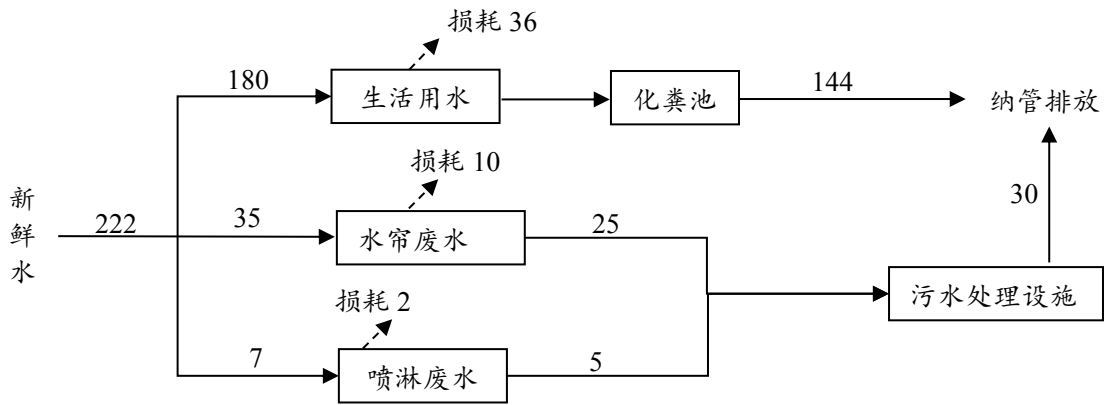 损耗 36
180
生活用水
化粪池
144
纳管排放
损耗 10
新鲜水
222
35
水帘废水
25
30
污水处理设施
损耗 2
7
喷淋废水
5